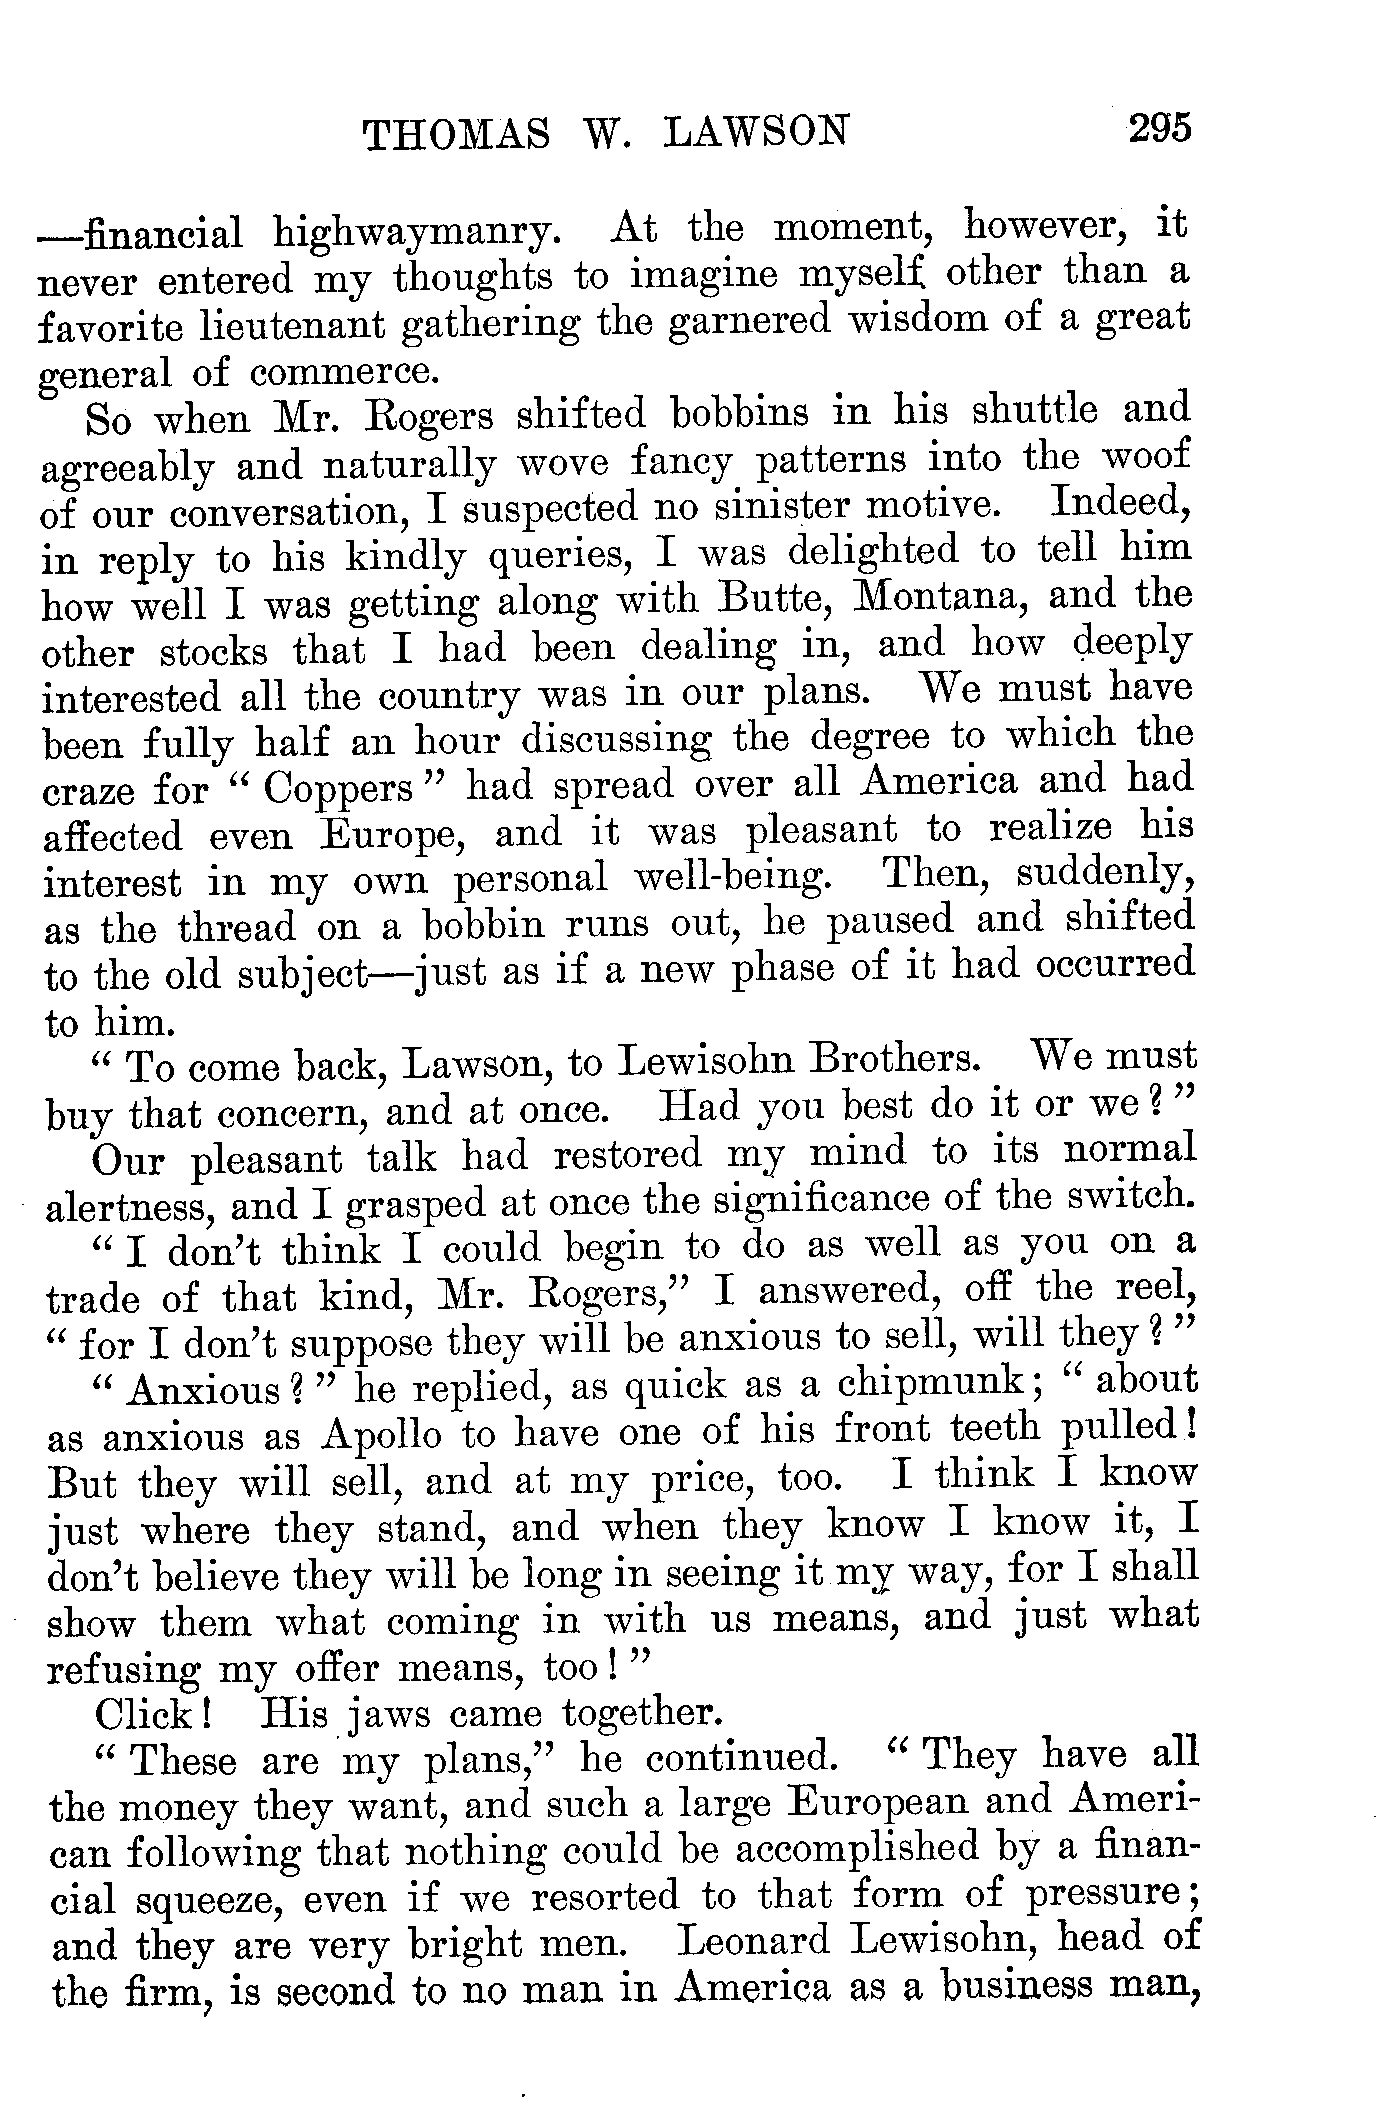 THOMAS W. LAWSON 295
—financial highwaymanry. At the moment, however, it
never entered my thoughts to imagine myself other than a
favorite lieutenant gathering the garnered wisdom of a great
general of commerce.
So when Mr. Rogers shifted bobbins in his shuttle and
agreeably and naturally wove fancy patterns into the woof
of our conversation, I suspected no sinister motive. Indeed,
in reply to his kindly queries, I was delighted to tell him
how well I was getting along with Butte, Montana, and the
other stocks that I had been dealing in, and how deeply
interested all the country was in our plans. We must have
been fully half an hour discussing the degree to which the
craze for “ Coppers ” had spread over all America and had
affected even Europe, and it was pleasant to realize his
interest in my own personal well-being. Then, suddenly,
as the thread on a bobbin runs out, he paused and shifted
to the old subject—just as if a new phase of it had occurred
to him.
“ To come back, Lawson, to Lewisohn Brothers. We must
buy that concern, and at once. Had you best do it or we? ”
Our pleasant talk had restored my mind to its normal
alertness, and I grasped at once the significance of the switch.
“ I don’t think I could begin to do as well as you on a
trade of that kind, Mr. Rogers,” I answered, off the reel,
“ for I don’t suppose they will be anxious to sell, will they? ”
“ Anxious? ” he replied, as quick as a chipmunk; “ about
as anxious as Apollo to have one of his front teeth pulled!
But they will sell, and at my price, too. I think I know
just where they stand, and when they know I know it, I
don’t believe they will be long in seeing it my way, for I shall
show them what coming in with us means, and just what
refusing my offer means, too! ”
Click! His jaws came together.
“ These are my plans,” he continued. “ They have all
the money they want, and such a large European and Ameri-
can following that nothing could be accomplished by a finan-
cial squeeze, even if we resorted to that form of pressure;
and they are very bright men. Leonard Lewisohn, head of
the firm, is second to no man in America as a business man,